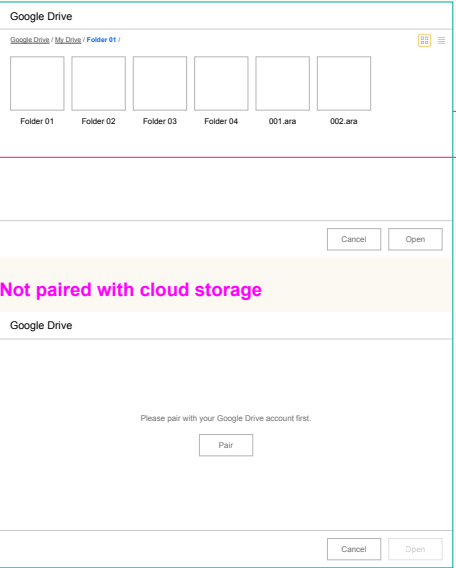 Google Drive
Google Drive / My Drive / Folder 01 /
Folder 01 Folder 02 Folder 03 Folder 04 001.ara 002.ara
Cancel Open
Not paired with cloud storage
Google Drive
Please pair with your Google Drive account first.
Pair
Cancel Open